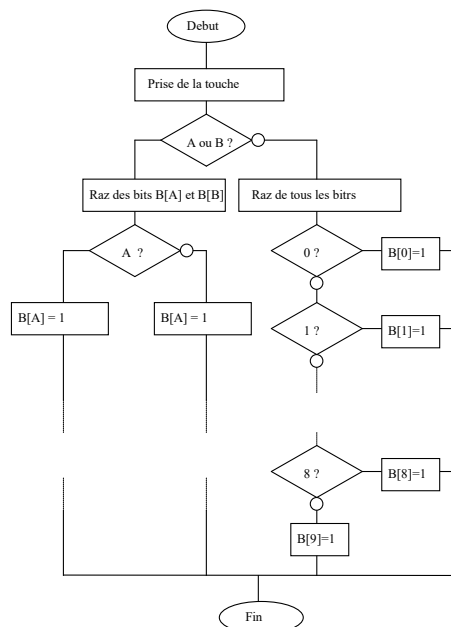 Debut
Prise de la touche
A ou B ?
Raz des bits B[A] et B[B]
Raz de tous les bitrs
A ?
0 ?
B[0]=1
B[A] = 1
B[A] = 1
1 ?
B[1]=1
8 ?
B[8]=1
B[9]=1
Fin